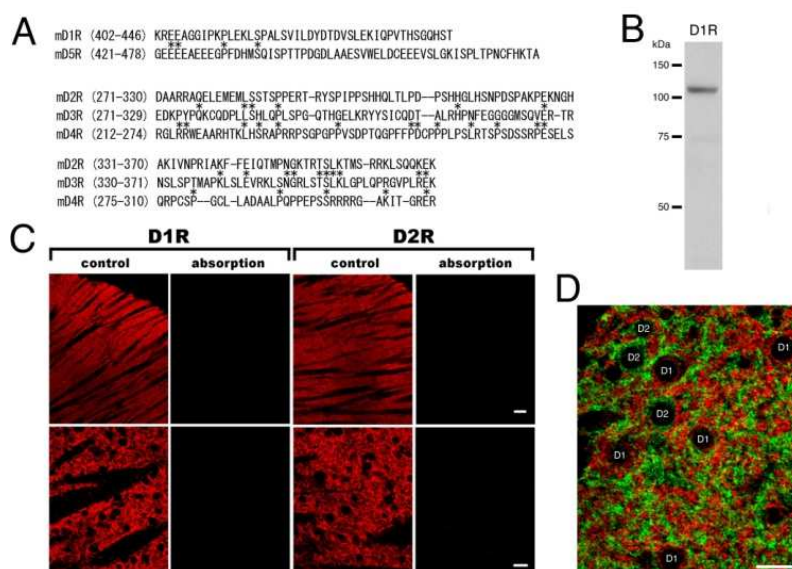 A
mD1R (402-446) KREEAGGIPKPLEKLSPALSVILDYDTDVSLEKIQPVTHSGQHST
** * *
mD5R (421-478) GEEEEAEEEGPFDHMSQISPTTPDGDLAAESVWELDCEEEVSLGKISPLTPNCFHKTA
mD2R (271-330) DAARRAQELEMEMLSSTSPPERTRYSPIPPSHHQLTLPD--PSHHGLHSNPDSPAKPEKNGH
mD3R (271-329) EDKPYPQKCQDPLLSHLQPLSPG-QTHGELKRYYSICQDT-ALRHPNFEGGGGMSQVER-TR
mD4R (212-274) RGLRRWEAARHTKLHSRAPRRPSGPGPPVSDPTQGPFFPDCPPPLPSLRTSPSDSSRPESELS
mD2R (331-370) AKIVNPRIAKF-FEIQTMPNGKTRTSLKTMS-RRKLSQQKEK
mD3R (330-371) NSLSPTMAPKLSLEVRKLSNGRLSTSLKLGPLQPRGVPLREK
mD4R (275-310) QRPCSP--GCL-LADAALPQPPEPSSRRRRG-AKIT-GRER
B
D1R
kDa
150
100
75
50
C
D1R D2R
control absorption control absorption
D
D2
D1
D2
D1
D2
D1
D1
D1